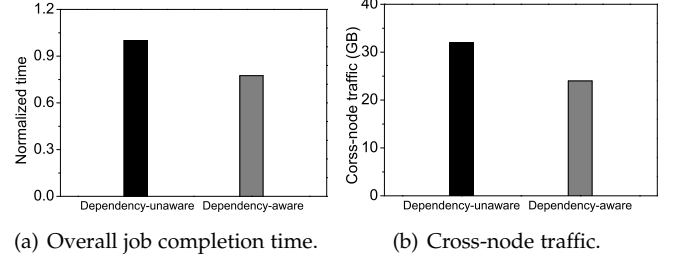 1.2
0.9
0.6
0.3
0.0
Normalized time
Dependency-unaware Dependency-aware
(a) Overall job completion time.
40
30
20
10
0
Corss-node traffic (GB)
Dependency-unaware Dependency-aware
(b) Cross-node traffic.